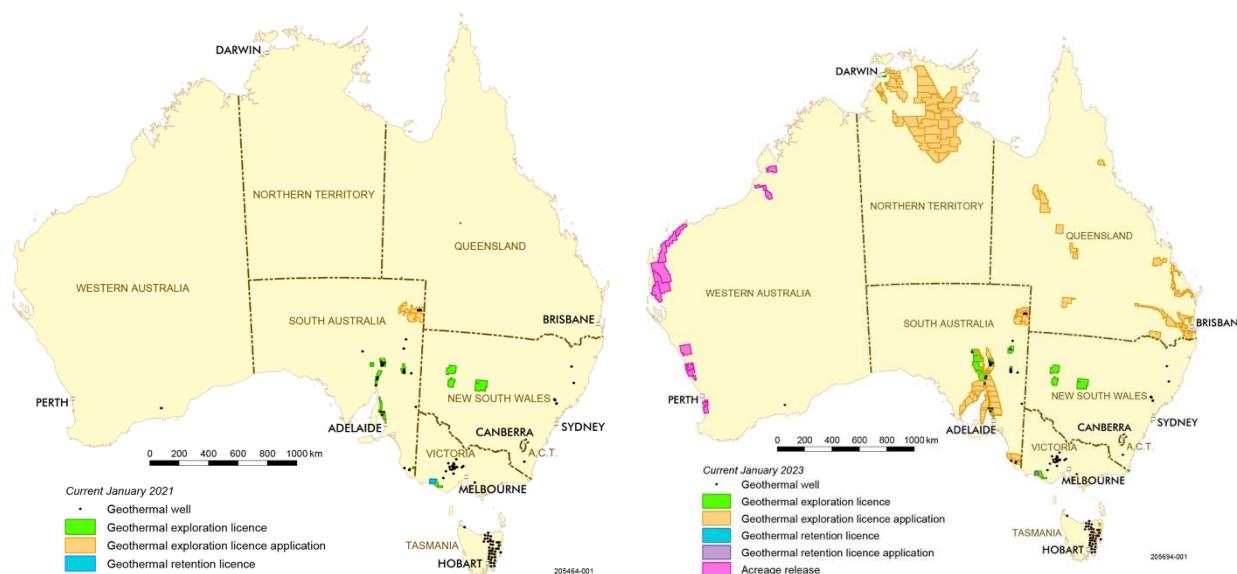 DARWIN
NORTHERN TERRITORY
QUEENSLAND
WESTERN AUSTRALIA
SOUTH AUSTRALIA
BRISBANE
PERTH
NEW SOUTH WALES
ADELAIDE
SYDNEY
CANBERRA
A.C.T.
VICTORIA
0 200 400 600 800 1000 km
MELBOURNE
Current January 2021
Geothermal well
Geothermal exploration licence
Geothermal exploration licence application
Geothermal retention licence
TASMANIA
HOBART
205464-001
DARWIN
NORTHERN TERRITORY
QUEENSLAND
WESTERN AUSTRALIA
SOUTH AUSTRALIA
BRISBANE
PERTH
NEW SOUTH WALES
ADELAIDE
SYDNEY
CANBERRA
A.C.T.
VICTORIA
0 200 400 600 800 1000 km
MELBOURNE
Current January 2023
Geothermal well
Geothermal exploration licence
Geothermal exploration licence application
Geothermal retention licence
Geothermal retention licence application
Acreage release
TASMANIA
HOBART
205694-001